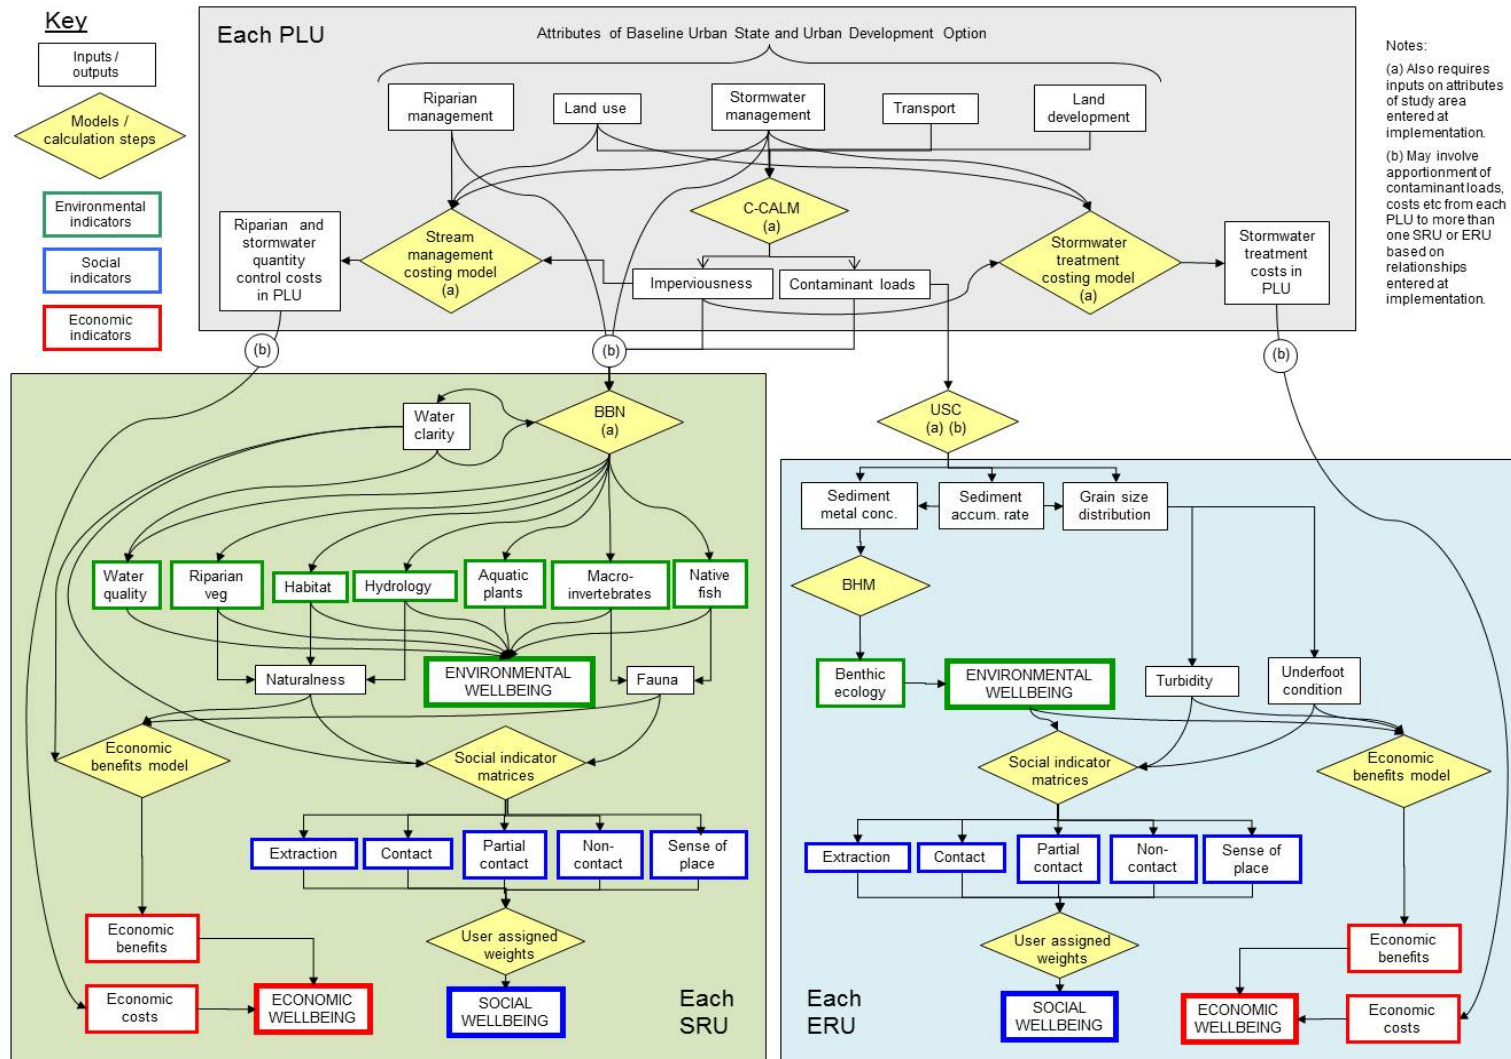 Key
Inputs /
outputs
Models /
calculation steps
Environmental
indicators
Social
indicators
Economic
indicators
Each PLU
Attributes of Baseline Urban State and Urban Development Option
Riparian
management
Land use
Stormwater
management
Transport
Land
development
Riparian and
stormwater
quantity
control costs
in PLU
Stream
management
costing model
(a)
C-CALM
(a)
Imperviousness
Contaminant loads
Stormwater
treatment
costing model
(a)
Stormwater
treatment
costs in
PLU
Notes:
(a) Also requires
inputs on attributes
of study area
entered at
implementation.
(b) May involve
apportionment of
contaminant loads,
costs etc from each
PLU to more than
one SRU or ERU
based on
relationships
entered at
implementation.
(b)
(b)
(b)
Water
clarity
BBN
(a)
Water
quality
Riparian
veg
Habitat
Hydrology
Aquatic
plants
Macro-
invertebrates
Native
fish
Naturalness
ENVIRONMENTAL
WELLBEING
Fauna
Economic
benefits model
Social indicator
matrices
Extraction
Contact
Partial
contact
Non-
contact
Sense of
place
User assigned
weights
Economic
benefits
Economic
costs
ECONOMIC
WELLBEING
SOCIAL
WELLBEING
Each
SRU
USC
(a) (b)
Sediment
metal conc.
Sediment
accum. rate
Grain size
distribution
BHM
Benthic
ecology
ENVIRONMENTAL
WELLBEING
Turbidity
Underfoot
condition
Social indicator
matrices
Economic
benefits model
Extraction
Contact
Partial
contact
Non-
contact
Sense of
place
User assigned
weights
Economic
benefits
Each
ERU
SOCIAL
WELLBEING
ECONOMIC
WELLBEING
Economic
costs